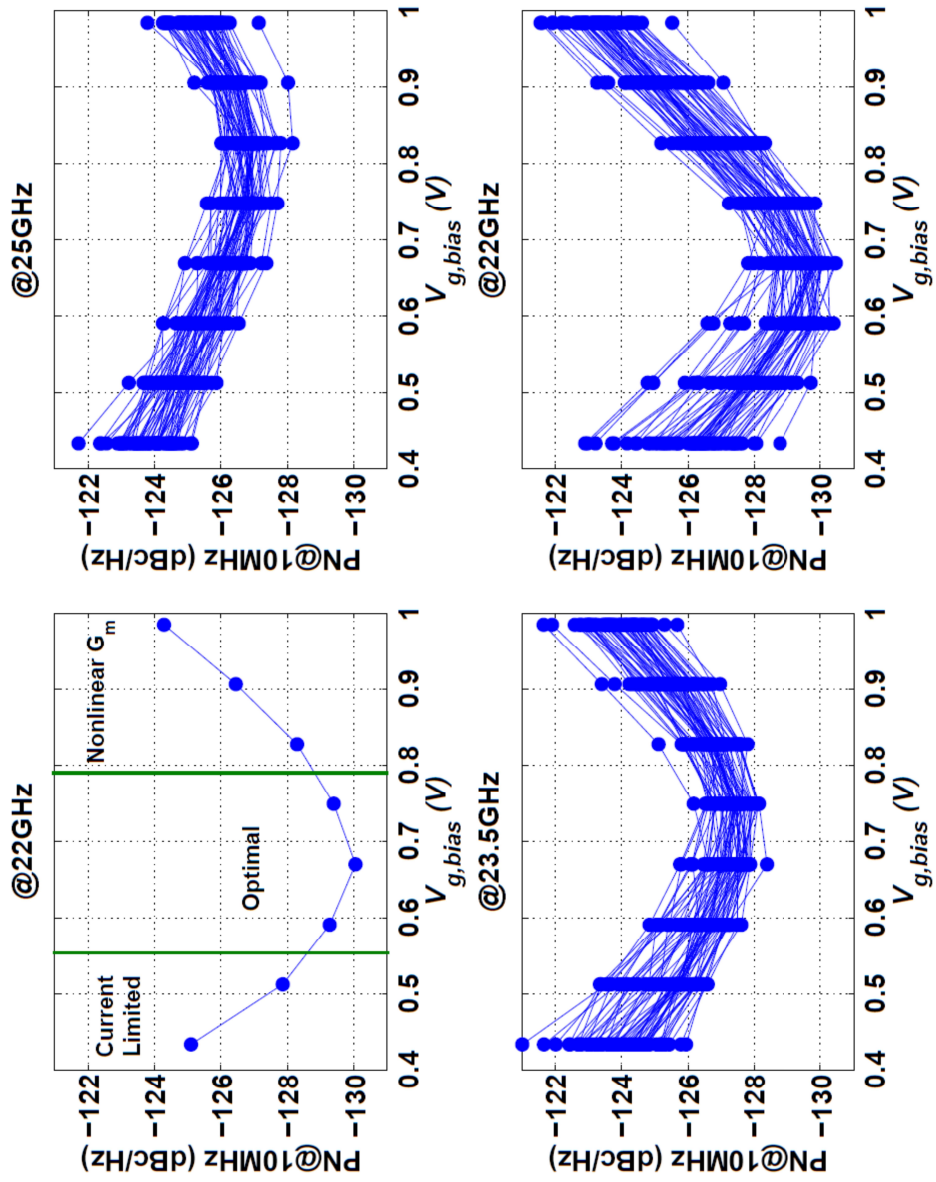 @22GHz
Current
Limited
Optimal
Nonlinear Gm
−122
−124
−126
−128
−130
PN@10MHz (dBc/Hz)
0.4 0.5 0.6 0.7 0.8 0.9 1
Vg,bias (V)
@25GHz
−122
−124
−126
−128
−130
PN@10MHz (dBc/Hz)
0.4 0.5 0.6 0.7 0.8 0.9 1
Vg,bias (V)
@23.5GHz
−122
−124
−126
−128
−130
PN@10MHz (dBc/Hz)
0.4 0.5 0.6 0.7 0.8 0.9 1
Vg,bias (V)
@22GHz
−122
−124
−126
−128
−130
PN@10MHz (dBc/Hz)
0.4 0.5 0.6 0.7 0.8 0.9 1
Vg,bias (V)